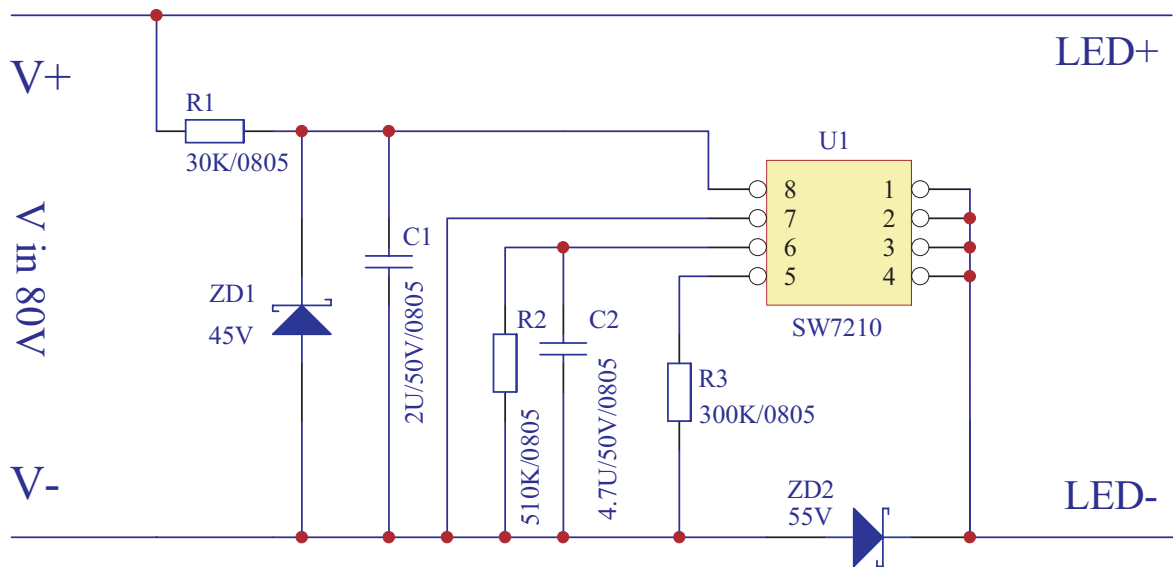 V+
LED+
R1
30K/0805
U1
8 1
7 2
6 3
5 4
SW7210
V in 80V
C1
2U/50V/0805
ZD1
45V
R2
510K/0805
C2
4.7U/50V/0805
R3
300K/0805
V-
ZD2
55V
LED-